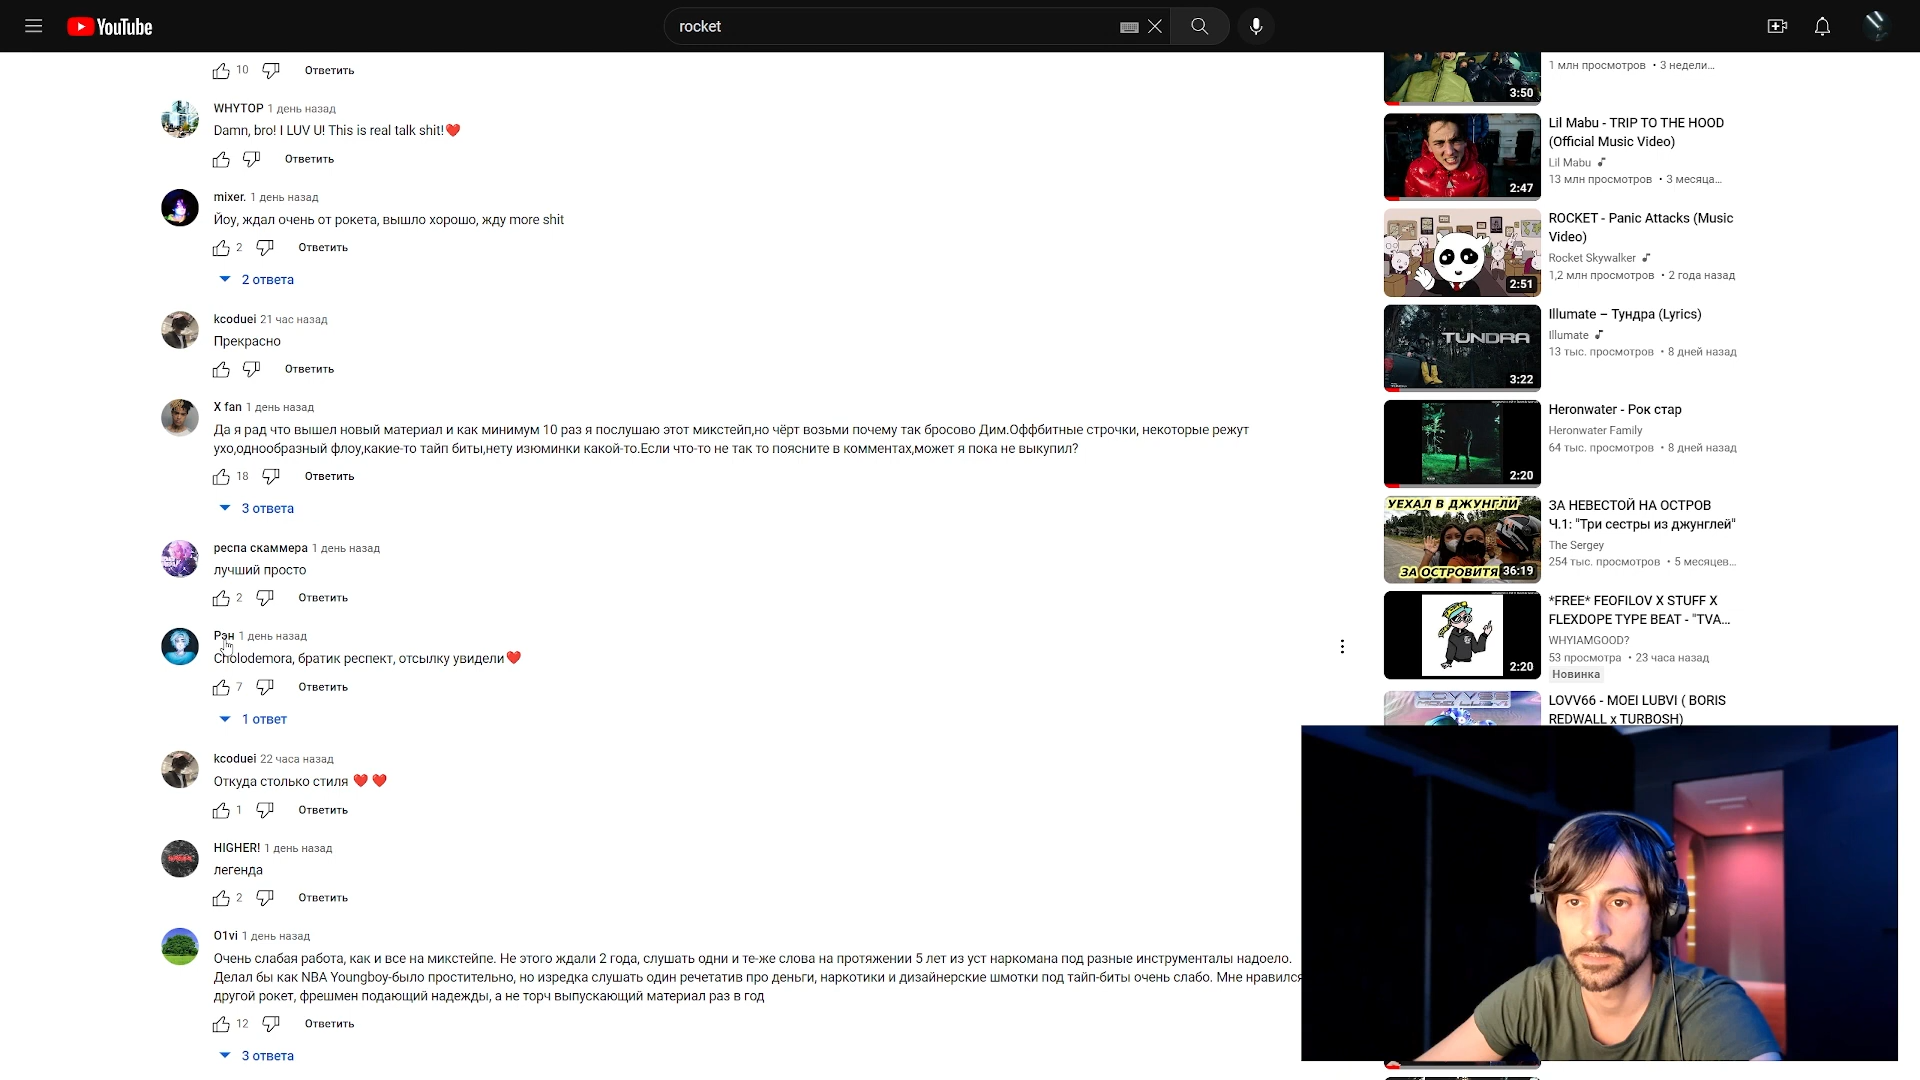 YouTube
rocket
10
Ответить
WHYTOP 1 день назад
Damn, bro! I LUV U! This is real talk shit!❤️
Ответить
mixer. 1 день назад
Йоу, ждал очень от рокета, вышло хорошо, жду more shit
2
Ответить
2 ответа
kcoduei 21 час назад
Прекрасно
Ответить
X fan 1 день назад
Да я рад что вышел новый материал и как минимум 10 раз я послушаю этот микстейп,но чёрт возьми почему так бросово Дим.Оффбитные строчки, некоторые режут
ухо,однообразный флоу,какие-то тайп биты,нету изюминки какой-то.Если что-то не так то поясните в комментах,может я пока не выкупил?
18
Ответить
3 ответа
респа скаммера 1 день назад
лучший просто
2
Ответить
Рэн 1 день назад
Cholodemora, братик респект, отсылку увидели❤️
7
Ответить
1 ответ
kcoduei 22 часа назад
Откуда столько стиля ❤️ ❤️
1
Ответить
HIGHER! 1 день назад
легенда
2
Ответить
O1vi 1 день назад
Очень слабая работа, как и все на микстейпе. Не этого ждали 2 года, слушать одни и те-же слова на протяжении 5 лет из уст наркомана под разные инструменталы надоело.
Делал бы как NBA Youngboy-было простительно, но изредка слушать один речетатив про деньги, наркотики и дизайнерские шмотки под тайп-биты очень слабо. Мне нравился
другой рокет, фрешмен подающий надежды, а не торч выпускающий материал раз в год
12
Ответить
3 ответа
3:50
1 млн просмотров • 3 недели…
2:47
Lil Mabu - TRIP TO THE HOOD
(Official Music Video)
Lil Mabu
13 млн просмотров • 3 месяца…
2:51
ROCKET - Panic Attacks (Music
Video)
Rocket Skywalker
1,2 млн просмотров • 2 года назад
TUNDRA
3:22
Illumate – Тундра (Lyrics)
Illumate
13 тыс. просмотров • 8 дней назад
2:20
Heronwater - Рок стар
Heronwater Family
64 тыс. просмотров • 8 дней назад
УЕХАЛ В ДЖУНГЛИ
ЗА ОСТРОВИТЯ
36:19
ЗА НЕВЕСТОЙ НА ОСТРОВ
Ч.1: "Три сестры из джунглей"
The Sergey
254 тыс. просмотров • 5 месяцев…
2:20
*FREE* FEOFILOV X STUFF X
FLEXDOPE TYPE BEAT - "TVA…
WHYIAMGOOD?
53 просмотра • 23 часа назад
Новинка
LOVV66 - MOEI LUBVI ( BORIS
REDWALL x TURBOSH)